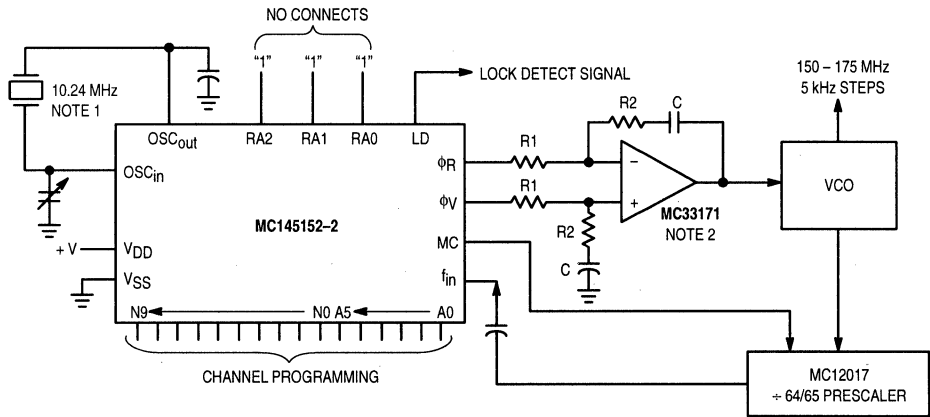 NO CONNECTS
"1" "1" "1"
LOCK DETECT SIGNAL
150 – 175 MHz
5 kHz STEPS
10.24 MHz
NOTE 1
OSCout RA2 RA1 RA0 LD
OSCin
+ V
VDD
VSS
MC145152–2
ϕR
ϕV
MC
fin
R1
R1
R2 C
R2
C
–
+
MC33171
NOTE 2
VCO
N9 N0 A5 A0
CHANNEL PROGRAMMING
MC12017
÷ 64/65 PRESCALER